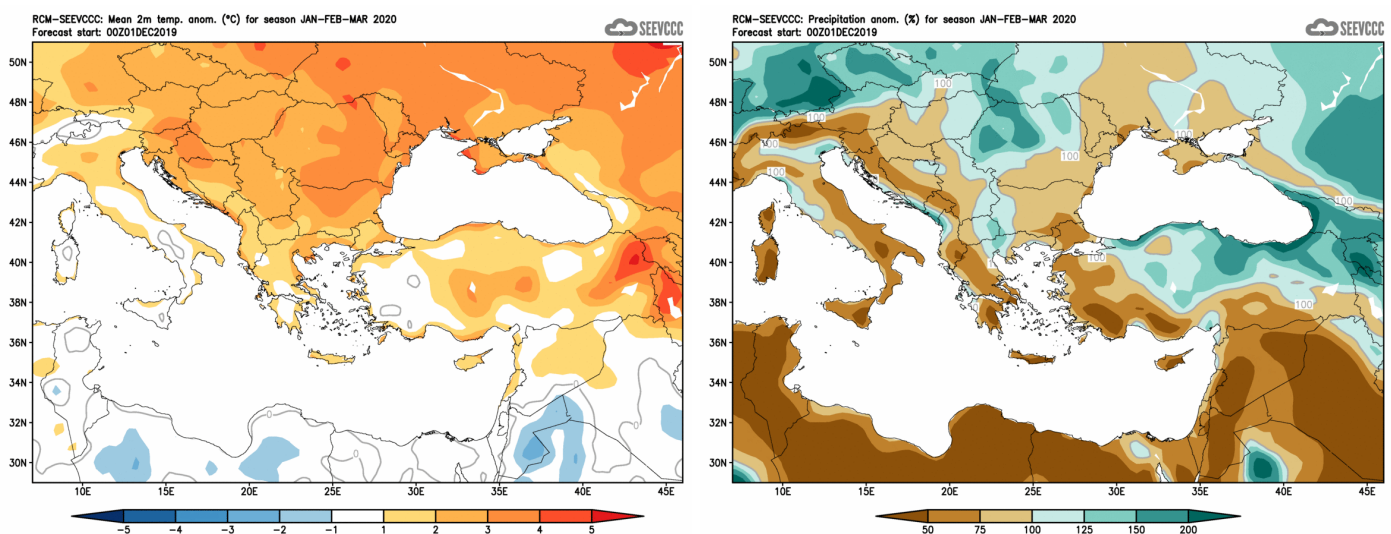 RCM-SEEVCCC: Mean 2m temp. anom. (°C) for season JAN-FEB-MAR 2020
Forecast start: 00Z01DEC2019
SEEVCCC
50N
48N
46N
44N
42N
40N
38N
36N
34N
32N
30N
0
0
0
10E
15E
20E
25E
30E
35E
40E
45E
-5
-4
-3
-2
-1
1
2
3
4
5
RCM-SEEVCCC: Precipitation anom. (%) for season JAN-FEB-MAR 2020
Forecast start: 00Z01DEC2019
SEEVCCC
50N
48N
46N
44N
42N
40N
38N
36N
34N
32N
30N
100
100
100
100
100
100
100
100
100
10E
15E
20E
25E
30E
35E
40E
45E
50
75
100
125
150
200